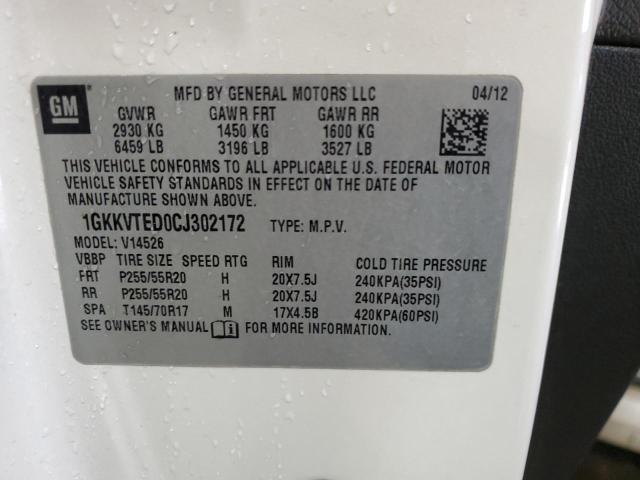 GM
MFD BY GENERAL MOTORS LLC 04/12
GVWR GAWR FRT GAWR RR
2930 KG 1450 KG 1600 KG
6459 LB 3196 LB 3527 LB
THIS VEHICLE CONFORMS TO ALL APPLICABLE U.S. FEDERAL MOTOR
VEHICLE SAFETY STANDARDS IN EFFECT ON THE DATE OF
MANUFACTURE SHOWN ABOVE.
1GKKVTED0CJ302172 TYPE: M.P.V.
MODEL: V14526
VBBP TIRE SIZE SPEED RTG RIM COLD TIRE PRESSURE
FRT P255/55R20 H 20X7.5J 240KPA(35PSI)
RR P255/55R20 H 20X7.5J 240KPA(35PSI)
SPA T145/70R17 M 17X4.5B 420KPA(60PSI)
SEE OWNER'S MANUAL FOR MORE INFORMATION.